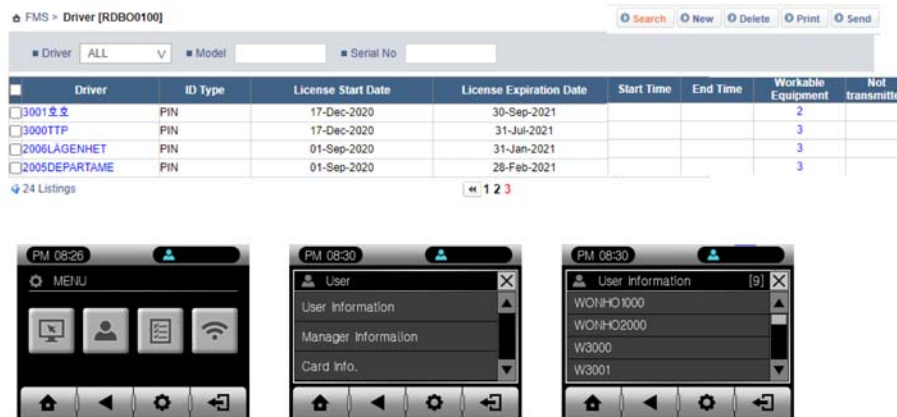 FMS > Driver [RDBO0100]
Search New Delete Print Send
Driver ALL Model Serial No
Driver ID Type License Start Date License Expiration Date Start Time End Time Workable Equipment Not transmitte
3001호호 PIN 17-Dec-2020 30-Sep-2021 2
3000TTP PIN 17-Dec-2020 31-Jul-2021 3
2006LÄGENHET PIN 01-Sep-2020 31-Jan-2021 3
2005DEPARTAME PIN 01-Sep-2020 28-Feb-2021 3
24 Listings 1 2 3
PM 08:26
MENU
PM 08:30
User
User Information
Manager Information
Card Info.
PM 08:30
User Information [9]
WONHO1000
WONHO2000
W3000
W3001